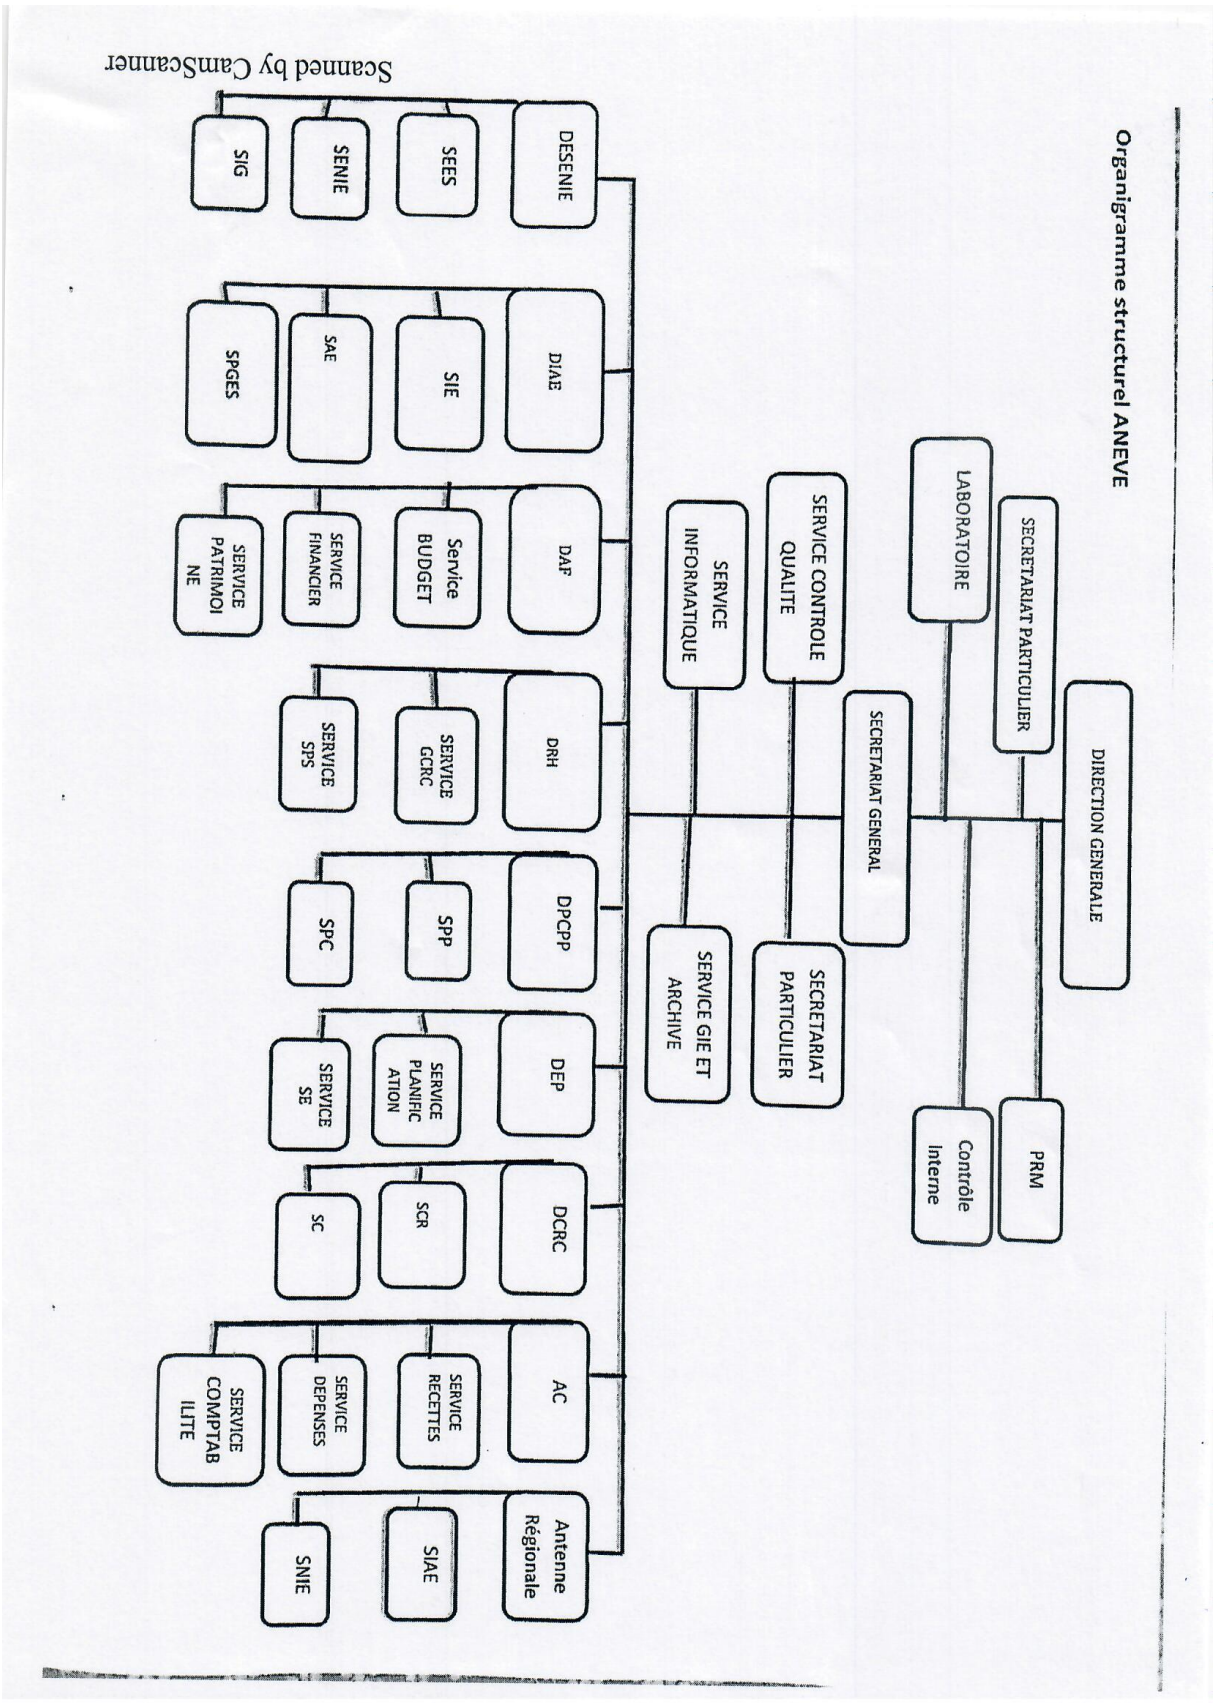 Organigramme structurel ANEVE
DIRECTION GENERALE
SECRETARIAT PARTICULIER
PRM
LABORATOIRE
Contrôle
Interne
SECRETARIAT GENERAL
SERVICE CONTROLE
QUALITE
SECRETARIAT
PARTICULIER
SERVICE
INFORMATIQUE
SERVICE GIE ET
ARCHIVE
DESENIE
SEES
SENIE
SIG
DIAE
SIE
SAE
SPGES
DAF
Service
BUDGET
SERVICE
FINANCIER
SERVICE
PATRIMOI
NE
DRH
SERVICE
GCRC
SERVICE
SPS
DPCPP
SPP
SPC
DEP
SERVICE
PLANIFIC
ATION
SERVICE
SE
DCRC
SCR
SC
AC
SERVICE
RECETTES
SERVICE
DEPENSES
SERVICE
COMPTAB
ILITE
Antenne
Régionale
SIAE
SNIE
Scanned by CamScanner